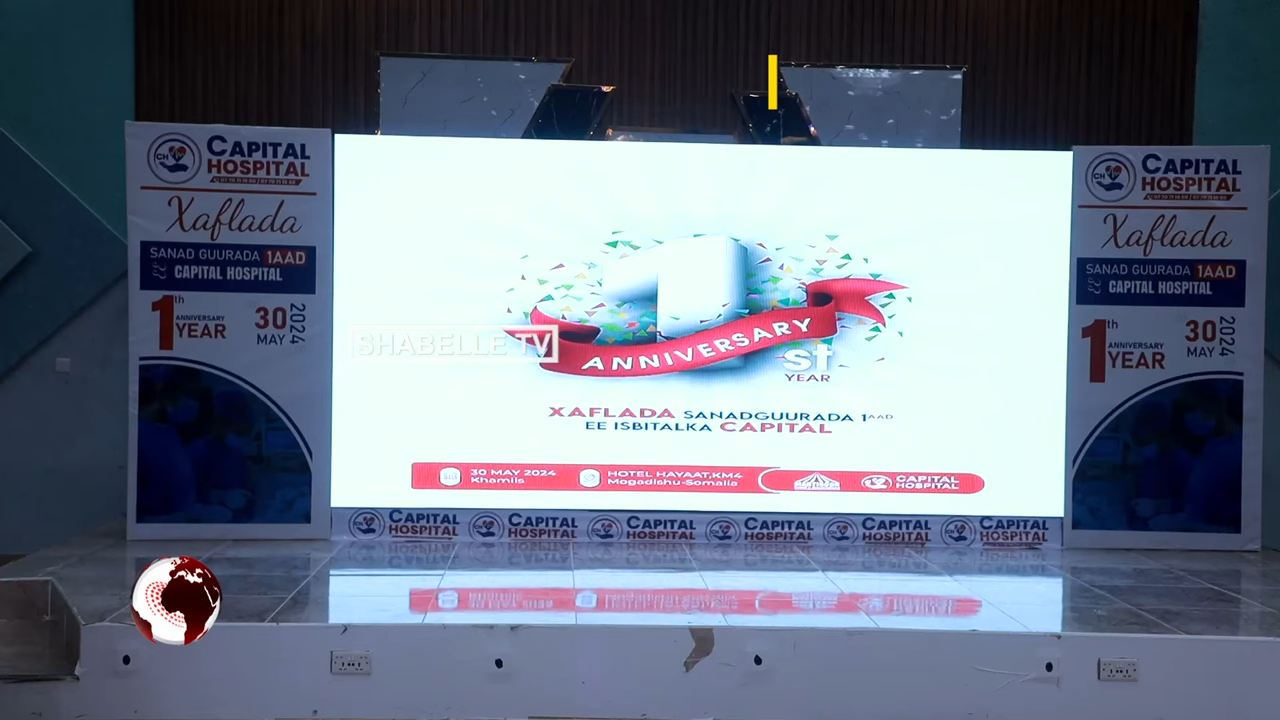 CAPITAL
HOSPITAL
Xaflada
SANAD GUURADA 1AAD
EE CAPITAL HOSPITAL
1th ANNIVERSARY YEAR
30 MAY 2024
SHABELLE TV
1
ANNIVERSARY
st
YEAR
XAFLADA SANADGUURADA 1AAD
EE ISBITALKA CAPITAL
30 MAY 2024
Khamiis
HOTEL HAYAAT,KM4
Mogadishu-Somalia
CAPITAL
HOSPITAL
CAPITAL
HOSPITAL
Xaflada
SANAD GUURADA 1AAD
EE CAPITAL HOSPITAL
1th ANNIVERSARY YEAR
30 MAY 2024
CAPITAL HOSPITAL
CAPITAL HOSPITAL
CAPITAL HOSPITAL
CAPITAL HOSPITAL
CAPITAL HOSPITAL
CAPITAL HOSPITAL